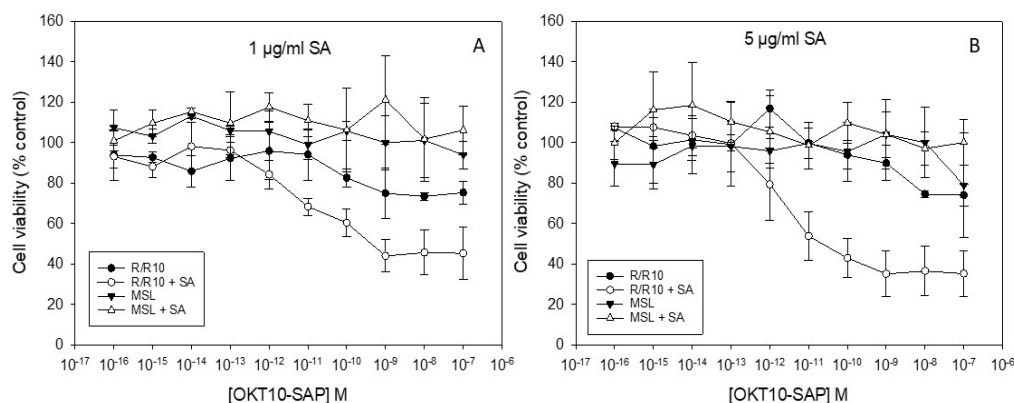 1 µg/ml SA
A
Cell viability (% control)
160
140
120
100
80
60
40
20
0
R/R10
R/R10 + SA
MSL
MSL + SA
10-17 10-16 10-15 10-14 10-13 10-12 10-11 10-10 10-9 10-8 10-7 10-6
[OKT10-SAP] M
5 µg/ml SA
B
Cell viability (% control)
160
140
120
100
80
60
40
20
0
R/R10
R/R10 + SA
MSL
MSL + SA
10-17 10-16 10-15 10-14 10-13 10-12 10-11 10-10 10-9 10-8 10-7 10-6
[OKT10-SAP] M